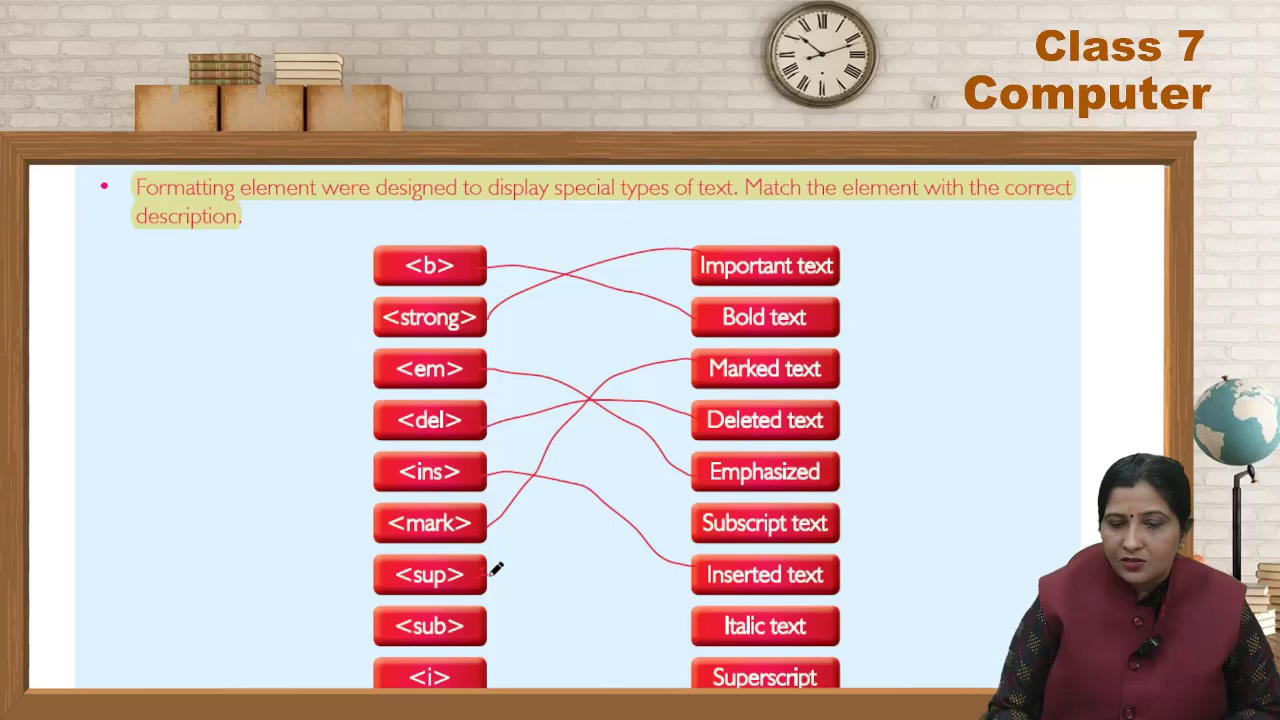 Class 7
Computer
• Formatting element were designed to display special types of text. Match the element with the correct
description.
<b> Important text
<strong> Bold text
<em> Marked text
<del> Deleted text
<ins> Emphasized
<mark> Subscript text
<sup> Inserted text
<sub> Italic text
<i> Superscript